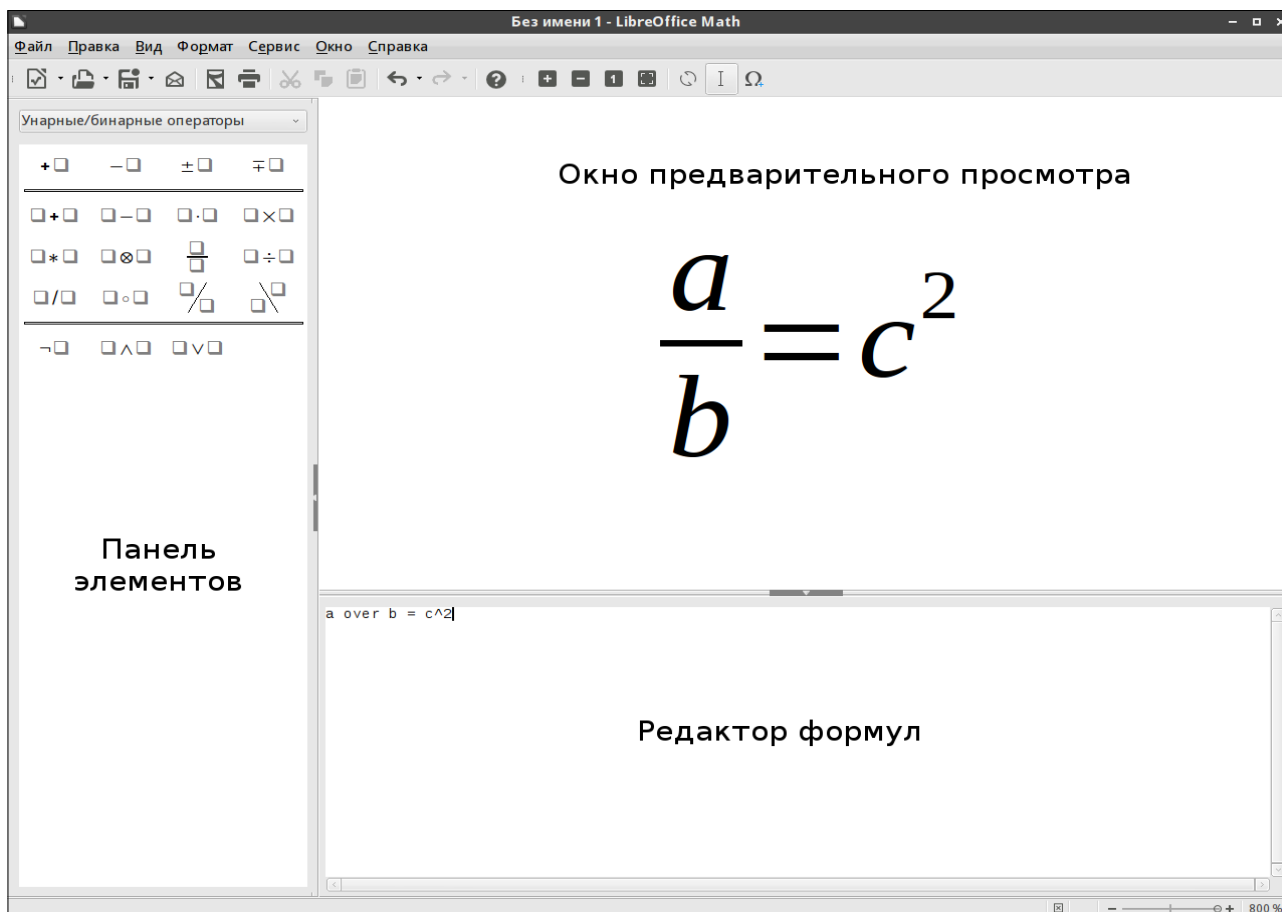 Без имени 1 - LibreOffice Math
Файл Правка Вид Формат Сервис Окно Справка
Унарные/бинарные операторы
+□ −□ ±□ ∓□
□+□ □−□ □·□ □×□
□∗□ □⊗□ □/□ □÷□
□/□ □∘□ □/□ □\□
¬□ □∧□ □∨□
Окно предварительного просмотра
a/b = c²
Панель
элементов
a over b = c^2
Редактор формул
800 %